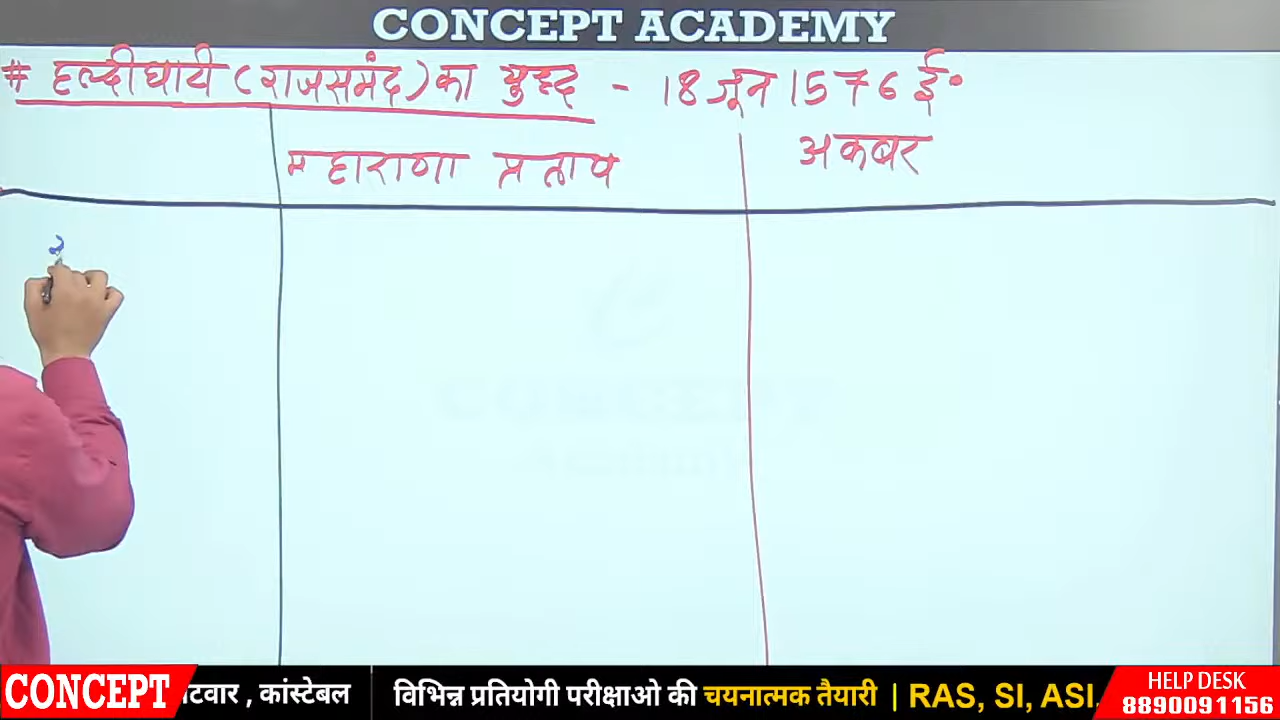 CONCEPT ACADEMY
# हल्दीघाटी (राजसमंद) का युद्ध - 18 जून 1576 ई॰
महाराणा प्रताप
अकबर
CONCEPT
टवार , कांस्टेबल
विभिन्न प्रतियोगी परीक्षाओ की चयनात्मक तैयारी | RAS, SI, ASI,
HELP DESK
8890091156